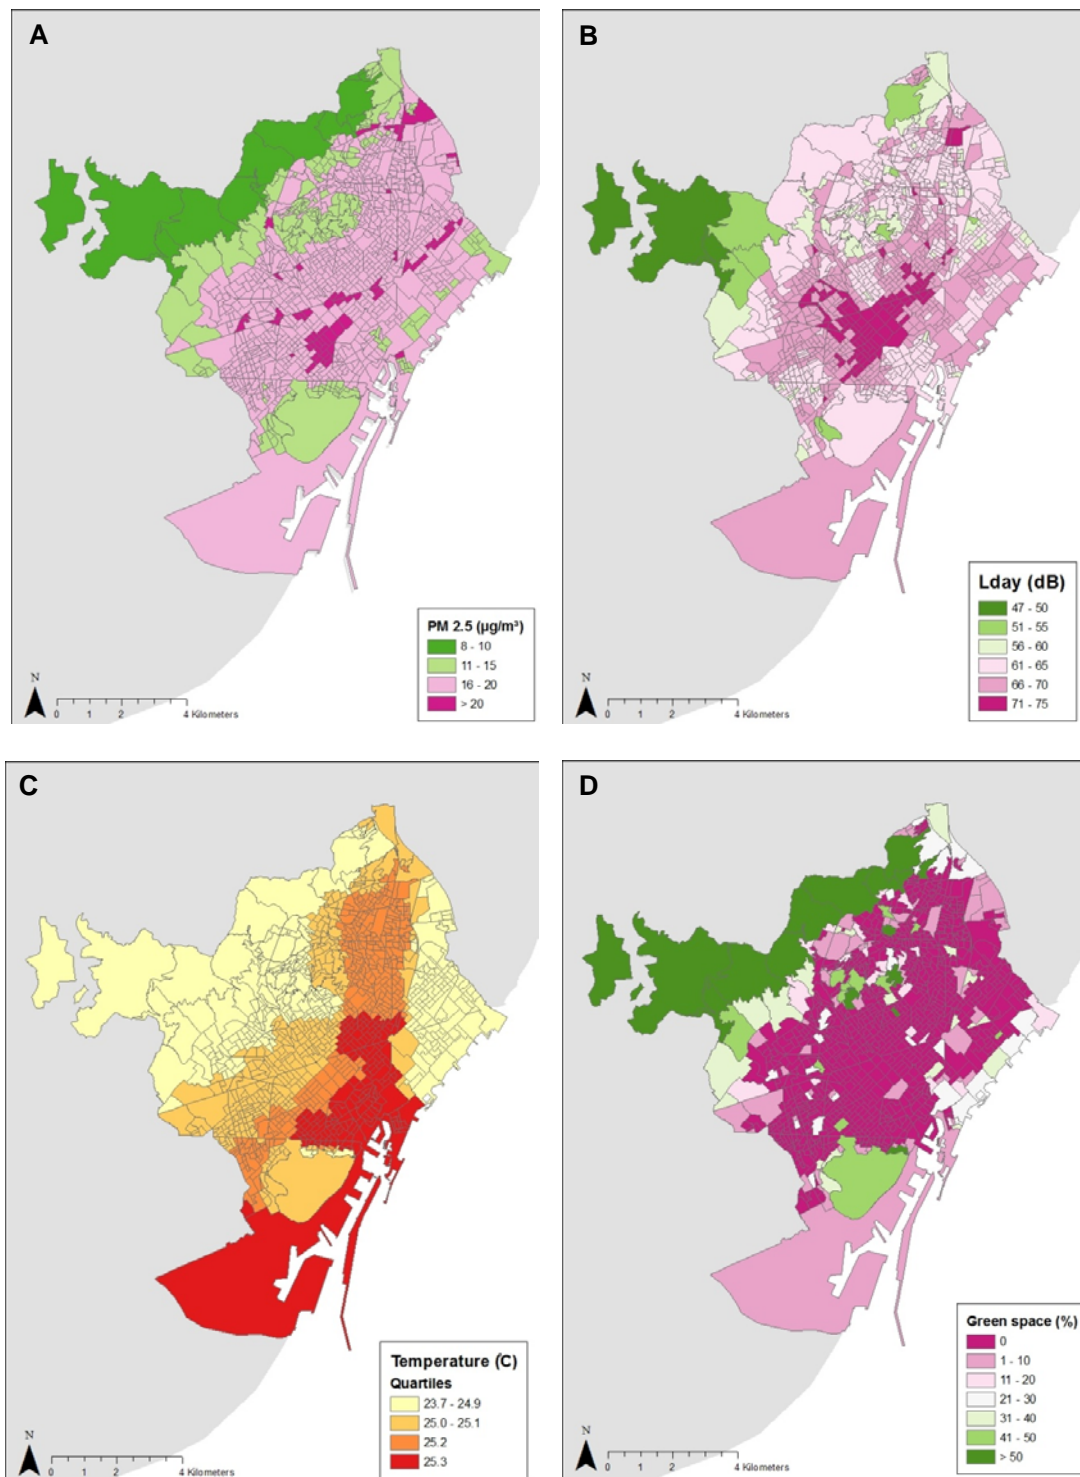 A
PM 2.5 (µg/m³)
8 - 10
11 - 15
16 - 20
> 20
N
0 1 2 4 Kilometers
B
Lday (dB)
47 - 50
51 - 55
56 - 60
61 - 65
66 - 70
71 - 75
N
0 1 2 4 Kilometers
C
Temperature (C)
Quartiles
23.7 - 24.9
25.0 - 25.1
25.2
25.3
N
0 1 2 4 Kilometers
D
Green space (%)
0
1 - 10
11 - 20
21 - 30
31 - 40
41 - 50
> 50
N
0 1 2 4 Kilometers